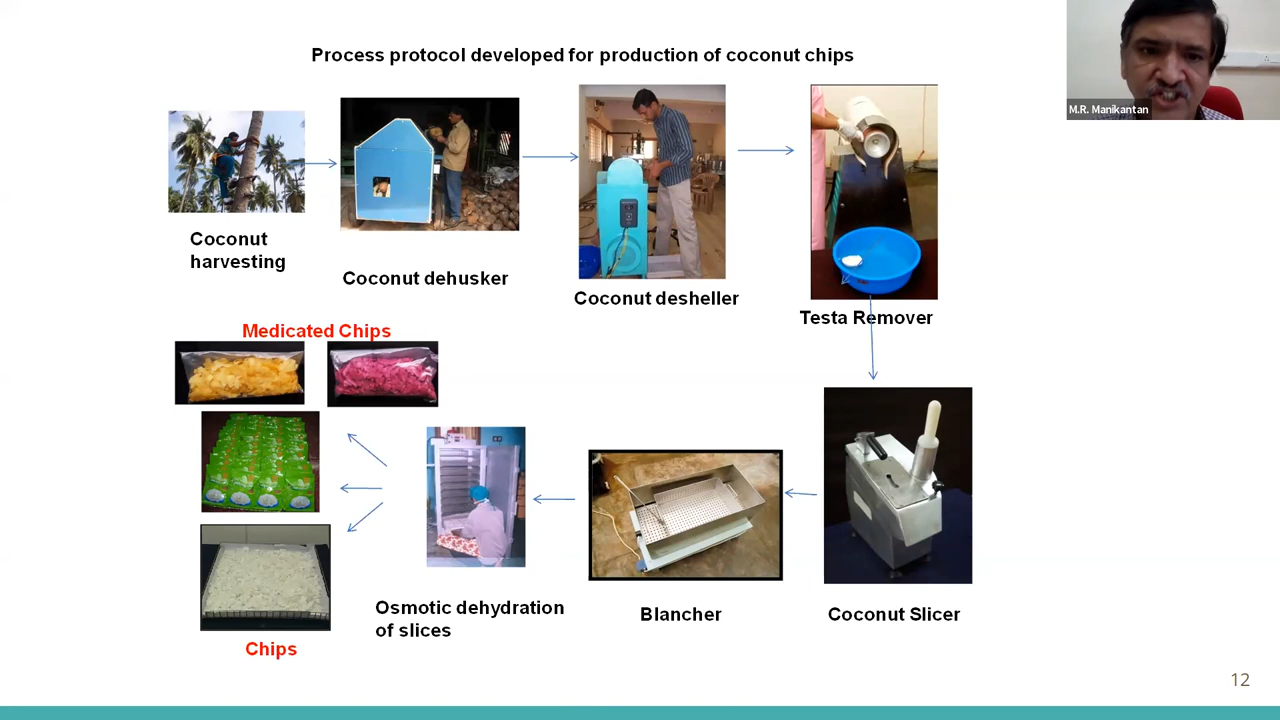 Process protocol developed for production of coconut chips
M.R. Manikantan
Coconut
harvesting
Coconut dehusker
Coconut desheller
Testa Remover
Medicated Chips
Chips
Osmotic dehydration
of slices
Blancher
Coconut Slicer
12